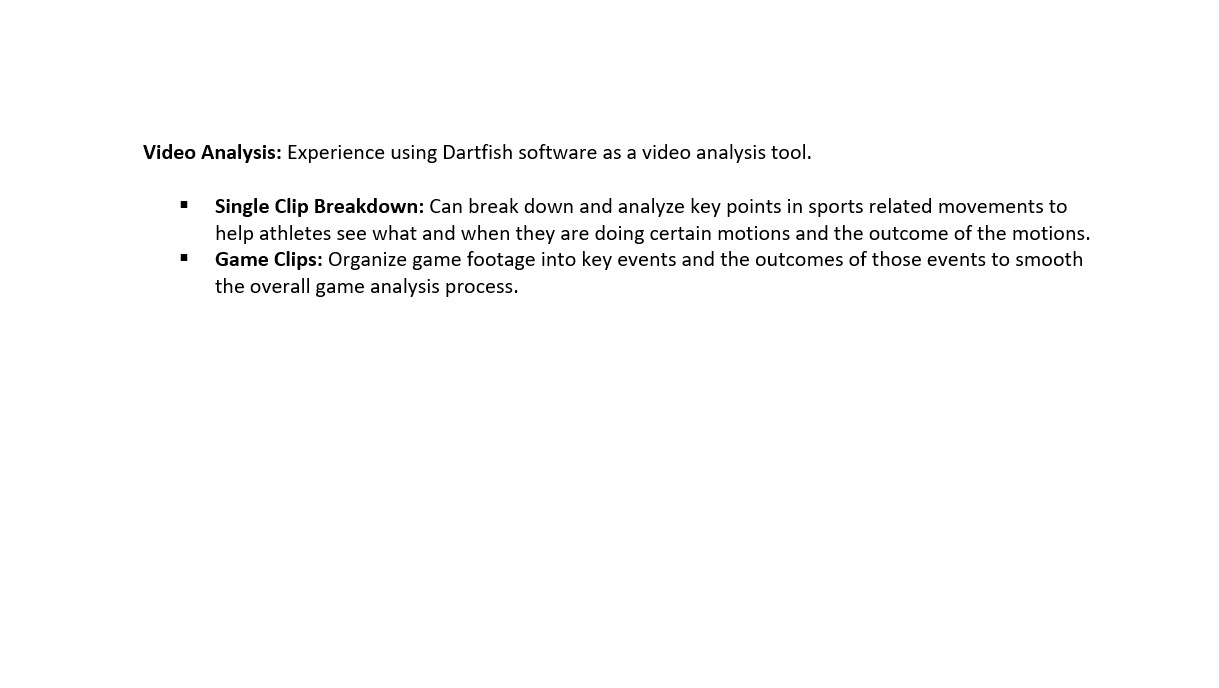 Video Analysis: Experience using Dartfish software as a video analysis tool.
▪ Single Clip Breakdown: Can break down and analyze key points in sports related movements to
help athletes see what and when they are doing certain motions and the outcome of the motions.
▪ Game Clips: Organize game footage into key events and the outcomes of those events to smooth
the overall game analysis process.